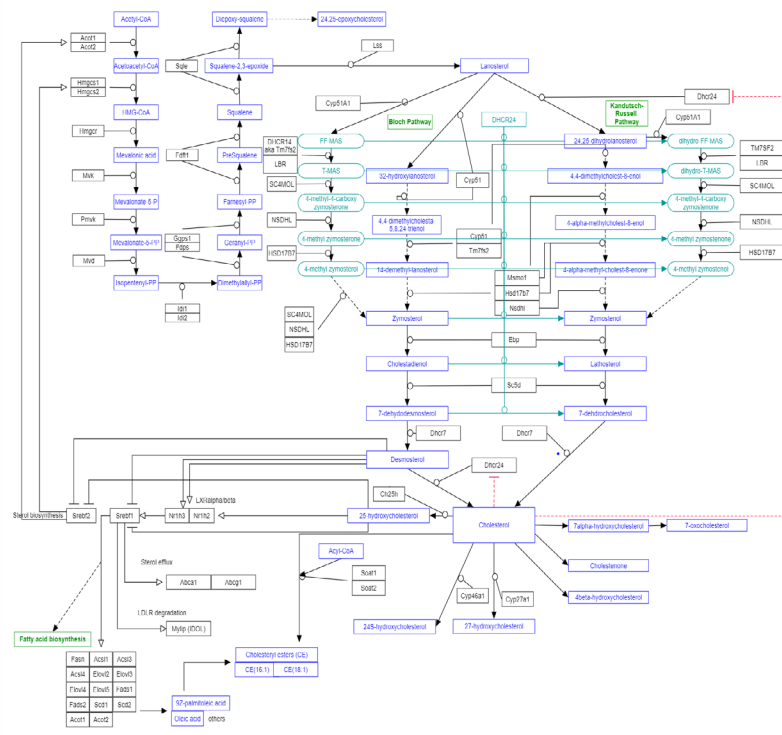 Acetyl-CoA
Diepoxy-squalene
24,25-epoxycholesterol
Acot1
Acot2
Lss
Acetoacetyl-CoA
Sqle
Squalene-2,3-epoxide
Lanosterol
Hmgcs1
Hmgcs2
Dhcr24
Cyp51A1
HMG-CoA
Squalene
Bloch Pathway
DHCR24
Kandutsch-
Russell
Pathway
Cyp51A1
Hmgcr
DHCR14
aka Tm7fs2
FF-MAS
24,25-dihydrolanosterol
dihydro FF-MAS
TM7SF2
Mevalonic acid
Fdft1
PreSqualene
LBR
T-MAS
dihydro-T-MAS
LBR
Mvk
32-hydroxylanosterol
Cyp51
4,4-dimethylcholest-8-enol
SC4MOL
SC4MOL
Mevalonate-5-P
Farnesyl-PP
4-methyl-4-carboxy
zymosterone
4-methyl-4-carboxy
zymosterone
Pmvk
NSDHL
4,4 dimethylcholesta
5,8,24 trienol
4-alpha-methylcholest-8-enol
NSDHL
Mevalonate-5-PP
Ggps1
Fdps
Geranyl-PP
4-methyl zymosterone
Cyp51
Tm7fs2
4-methyl zymosterone
Mvd
HSD17B7
HSD17B7
Isopentenyl-PP
Dimethylallyl-PP
4-methyl zymosterol
14-demethyl-lanosterol
Msmo1
Hsd17b7
Nsdhl
4-alpha-methyl-cholest-8-enone
4-methyl zymosterol
Idi1
Idi2
SC4MOL
NSDHL
HSD17B7
Zymosterol
Zymosterol
Ebp
Cholestadienol
Lathosterol
Sc5d
7-dehydodesmosterol
7-dehdrocholesterol
Dhcr7
Dhcr7
Desmosterol
Dhcr24
LXRalpha/beta
Ch25h
Sterol biosynthesis
Srebf2
Srebf1
Nr1h3
Nr1h2
25-hydroxycholesterol
Cholesterol
7alpha-hydroxycholesterol
7-oxocholesterol
Acyl-CoA
Sterol efflux
Soat1
Soat2
Cholestenone
Abca1
Abcg1
Cyp46a1
Cyp27a1
4beta-hydroxycholesterol
LDLR degradation
Mylip (IDOL)
24S-hydroxycholesterol
27-hydroxycholesterol
Fatty acid biosynthesis
Cholesteryl esters (CE)
CE(16.1)
CE(18.1)
Fasn
Acsl1
Acsl3
Acsl4
Elovl2
Elovl3
Elovl4
Elovl5
Fads1
Fads2
Scd1
Scd2
Acot1
Acot2
9Z-palmitoleic acid
Oleic acid
others